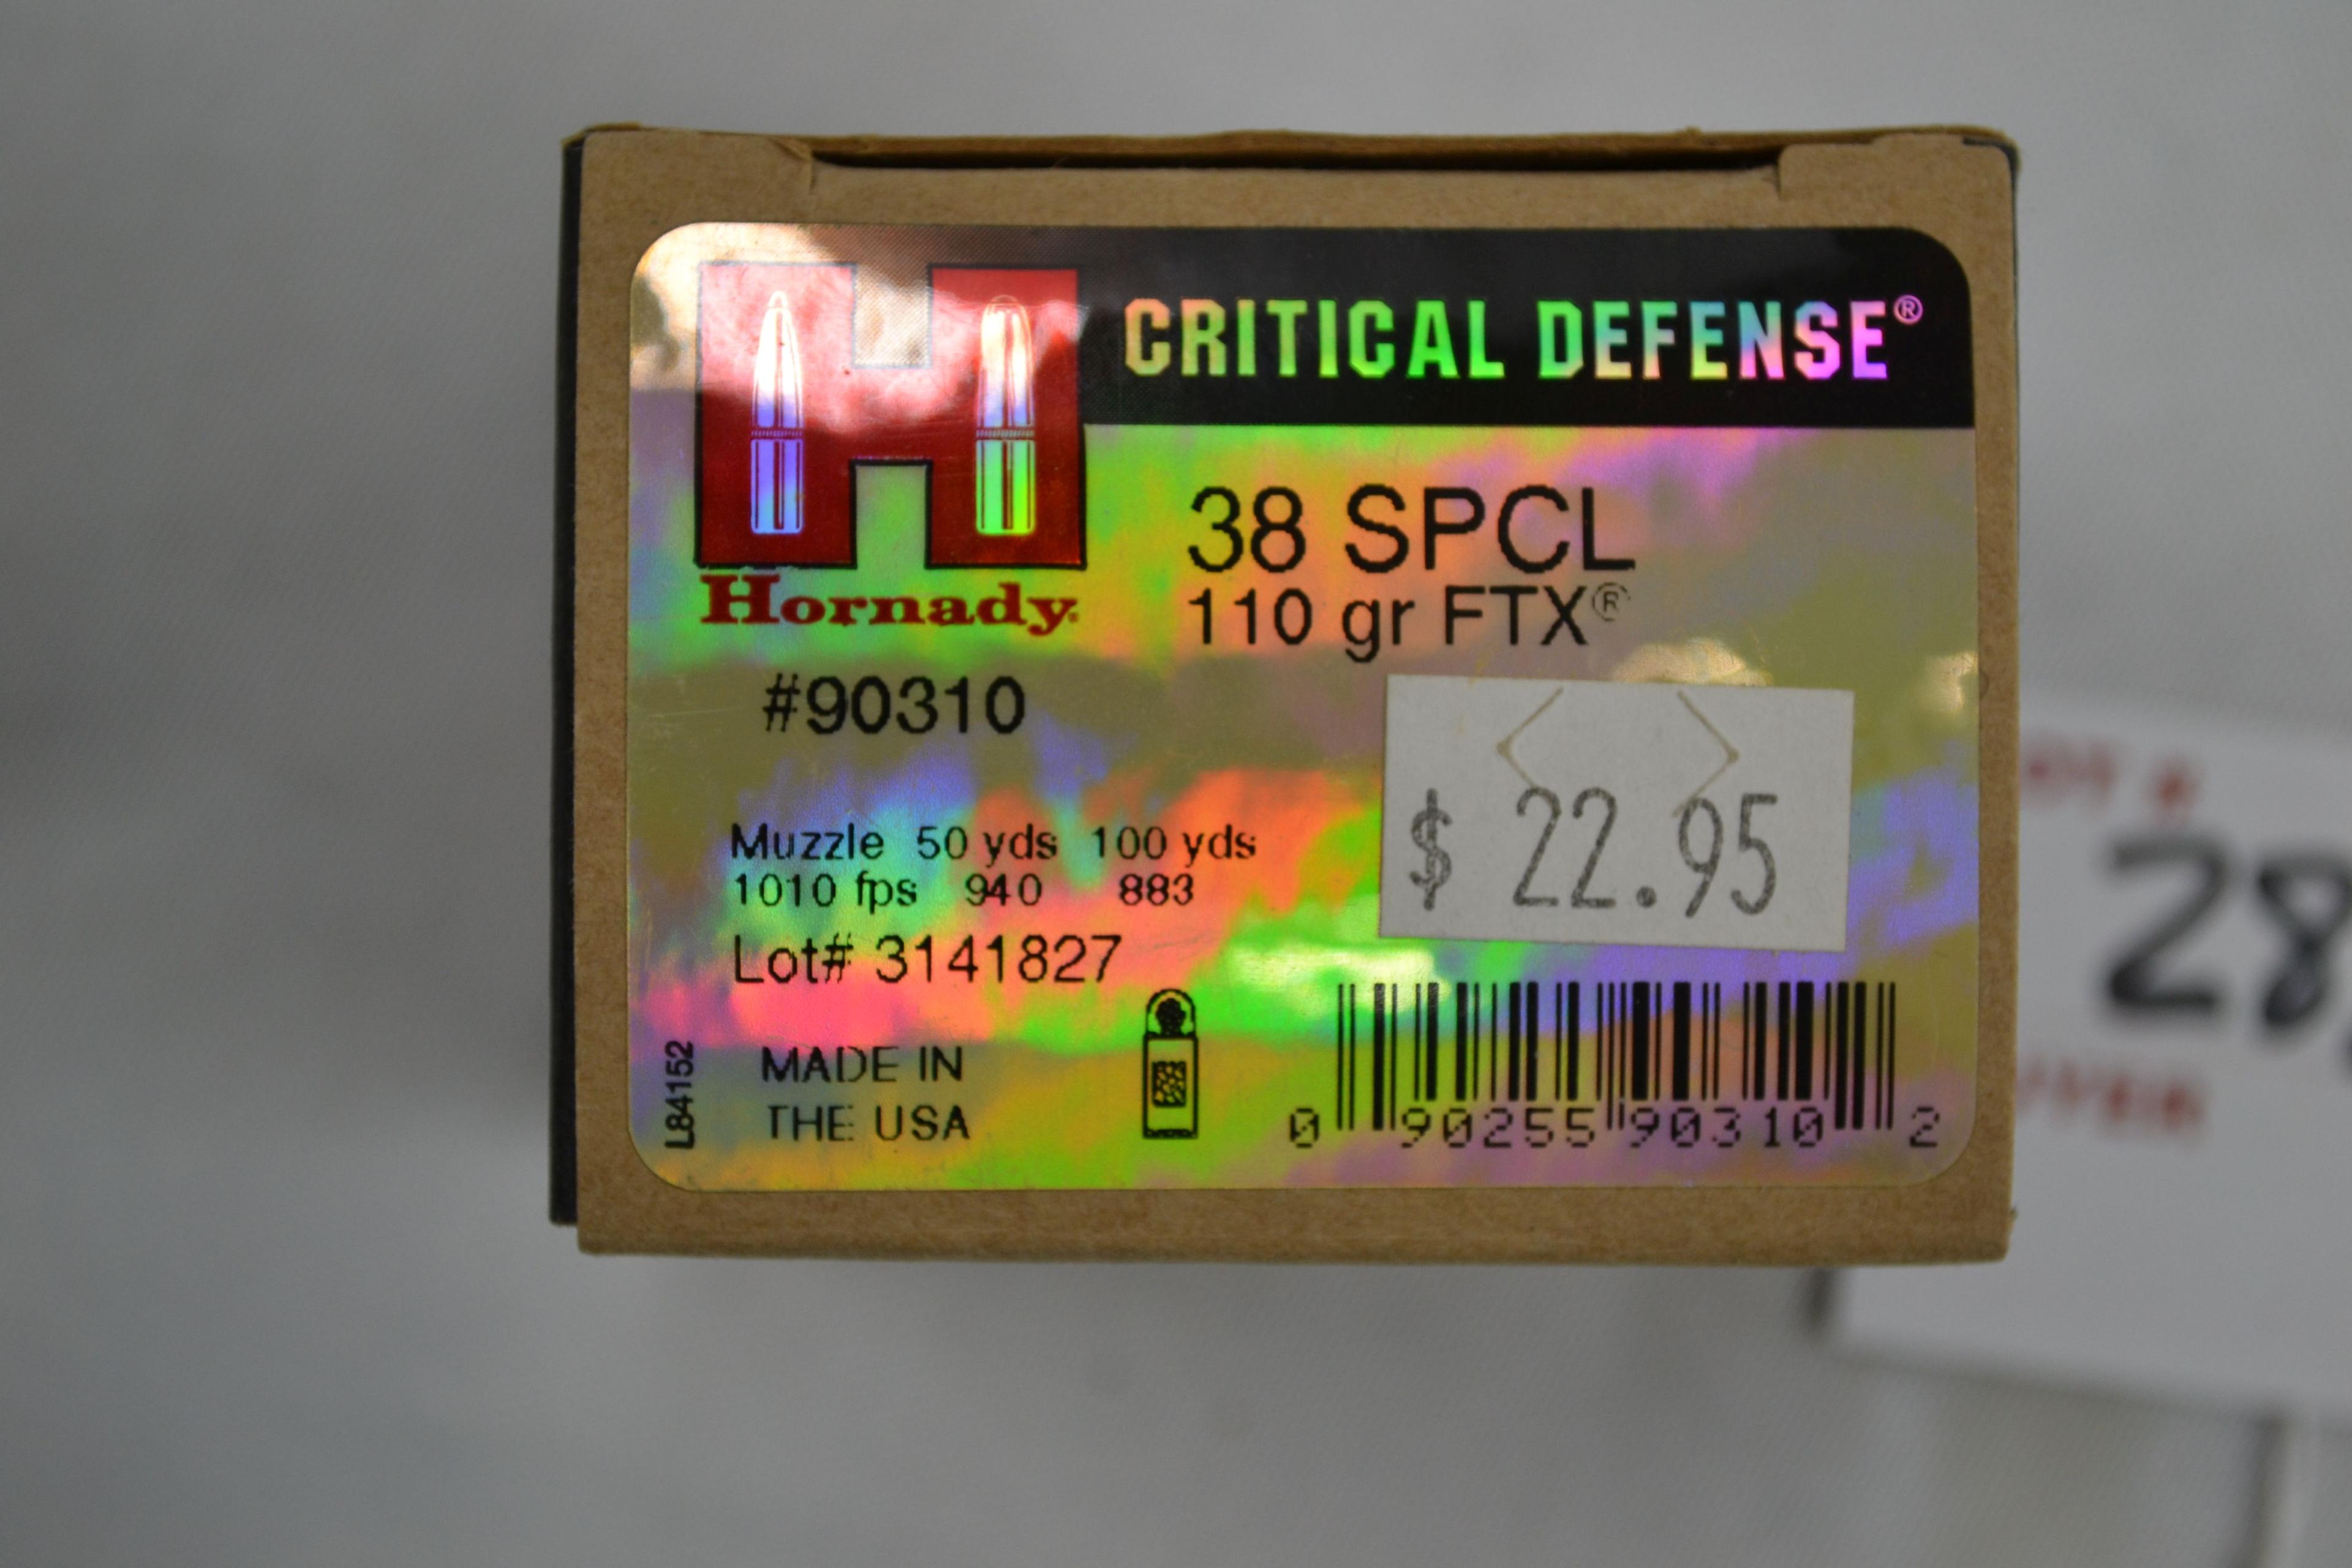 CRITICAL DEFENSE®
38 SPCL
110 gr FTX®
Hornady
#90310
$ 22.95
Muzzle 50 yds 100 yds
1010 fps 940 883
Lot# 3141827
L84152
MADE IN
THE USA
0 90255 90310 2
28